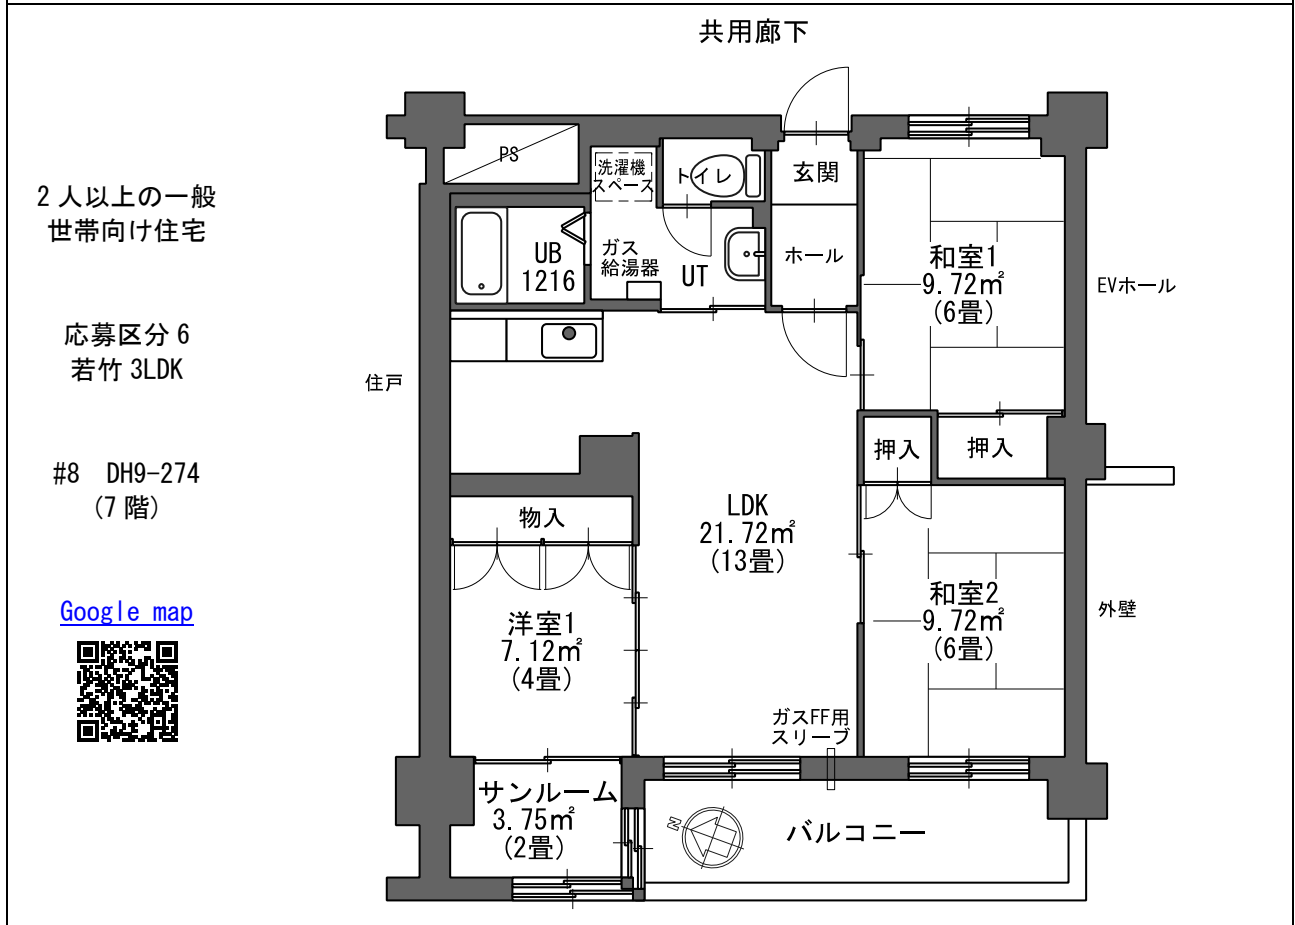 共用廊下
2人以上の一般
世帯向け住宅
応募区分6
若竹3LDK
#8 DH9-274
(7階)
Google map
PS
洗濯機
スペース
トイレ
玄関
UB
1216
ガス
給湯器
UT
ホール
和室1
9.72㎡
(6畳)
EVホール
住戸
押入
押入
物入
LDK
21.72㎡
(13畳)
洋室1
7.12㎡
(4畳)
和室2
9.72㎡
(6畳)
外壁
ガスFF用
スリーブ
サンルーム
3.75㎡
(2畳)
N
バルコニー